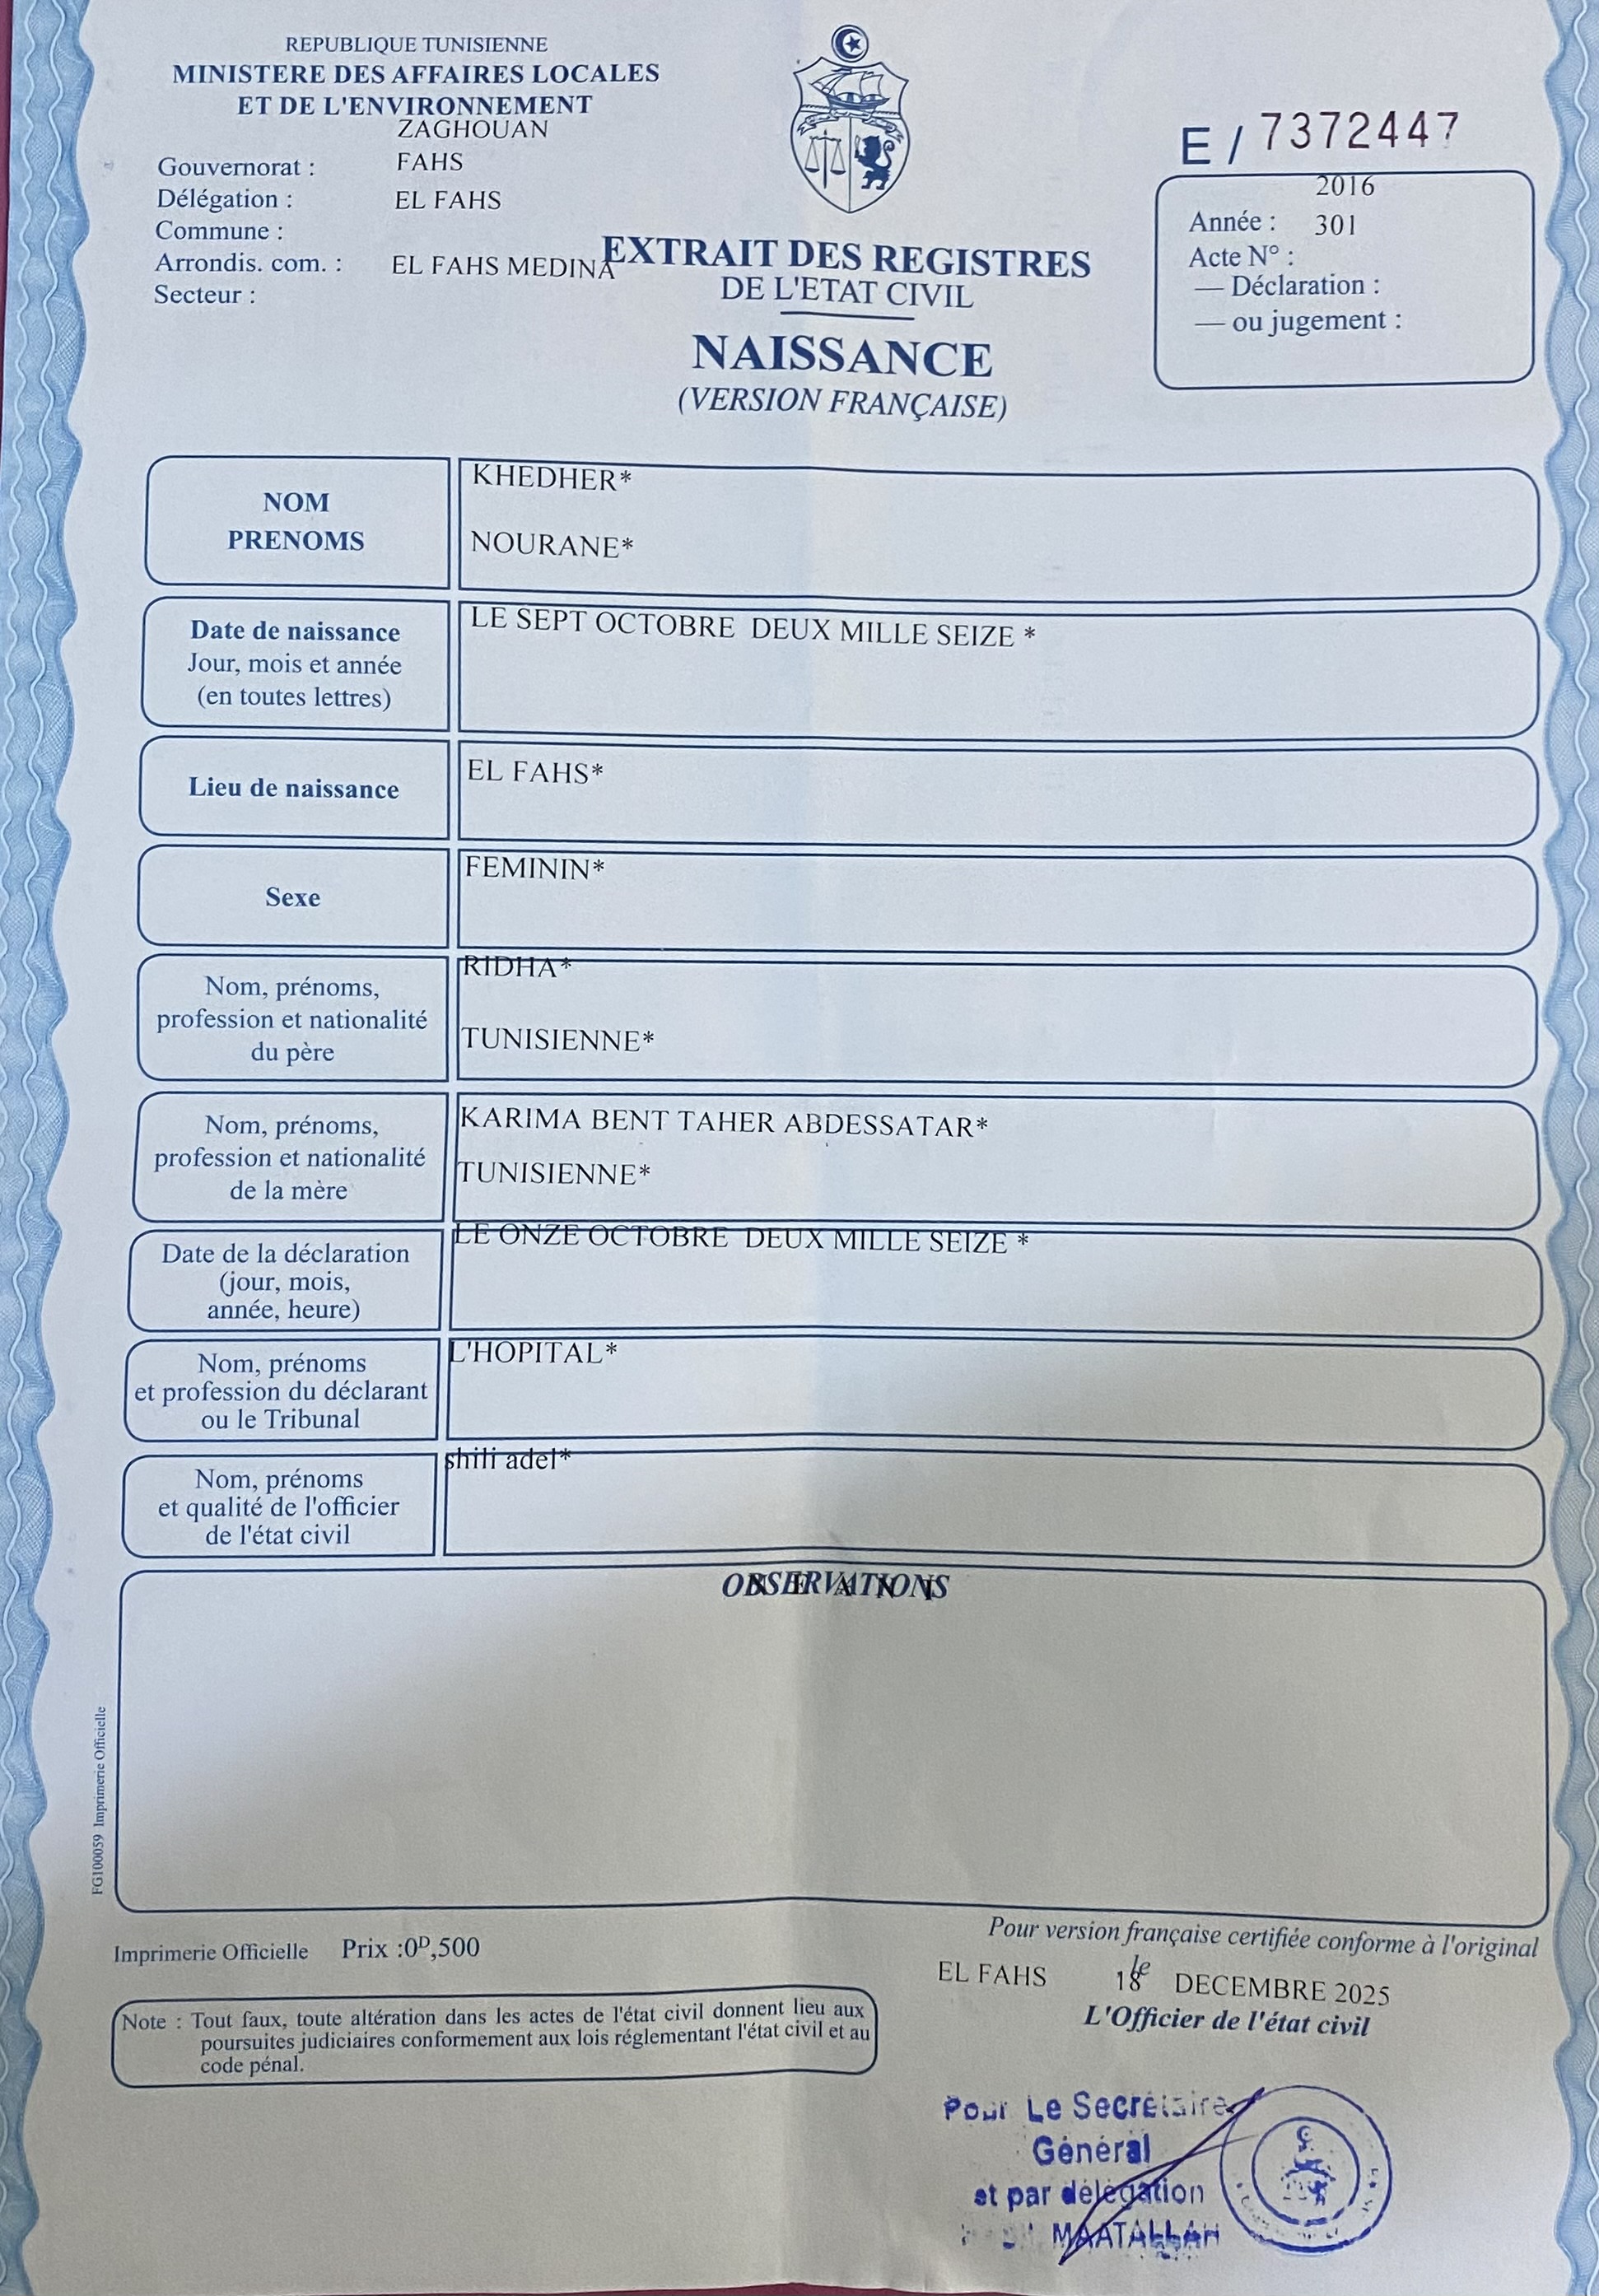 REPUBLIQUE TUNISIENNE
MINISTERE DES AFFAIRES LOCALES
ET DE L'ENVIRONNEMENT
ZAGHOUAN
Gouvernorat : FAHS
Délégation : EL FAHS
Commune :
Arrondis. com. : EL FAHS MEDINA
Secteur :
E / 7372447
2016
Année : 301
Acte N° :
— Déclaration :
— ou jugement :
EXTRAIT DES REGISTRES
DE L'ETAT CIVIL
NAISSANCE
(VERSION FRANÇAISE)
NOM
PRENOMS
KHEDHER*
NOURANE*
Date de naissance
Jour, mois et année
(en toutes lettres)
LE SEPT OCTOBRE DEUX MILLE SEIZE *
Lieu de naissance
EL FAHS*
Sexe
FEMININ*
Nom, prénoms,
profession et nationalité
du père
RIDHA*
TUNISIENNE*
Nom, prénoms,
profession et nationalité
de la mère
KARIMA BENT TAHER ABDESSATAR*
TUNISIENNE*
Date de la déclaration
(jour, mois,
année, heure)
LE ONZE OCTOBRE DEUX MILLE SEIZE *
Nom, prénoms
et profession du déclarant
ou le Tribunal
L'HOPITAL*
Nom, prénoms
et qualité de l'officier
de l'état civil
shili adel*
OBSERVATIONS
N E A N T
FG100059 Imprimerie Officielle
Imprimerie Officielle Prix :0ᴰ,500
Note : Tout faux, toute altération dans les actes de l'état civil donnent lieu aux
poursuites judiciaires conformement aux lois réglementant l'état civil et au
code pénal.
Pour version française certifiée conforme à l'original
EL FAHS le 18 DECEMBRE 2025
L'Officier de l'état civil
Pour Le Secrétaire
Général
et par délégation
MAATALLAH